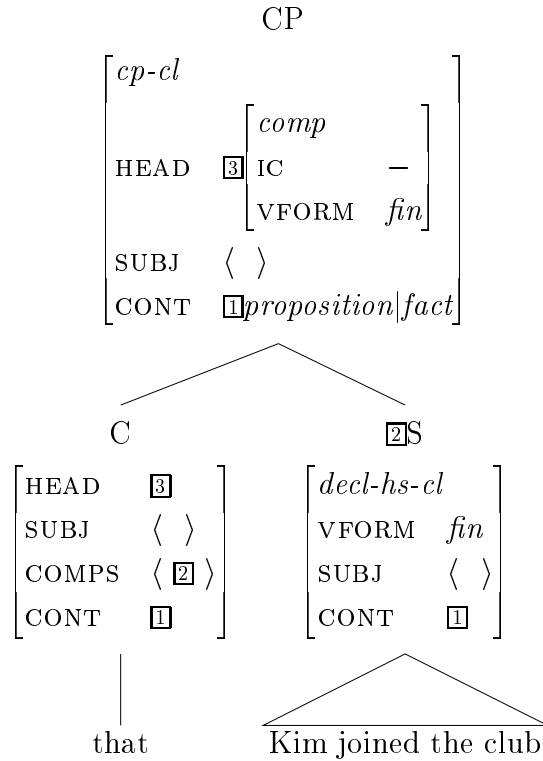 CP
cp-cl
HEAD 3 comp
IC –
VFORM fin
SUBJ ⟨ ⟩
CONT 1 proposition|fact
C 2 S
HEAD 3 decl-hs-cl
SUBJ ⟨ ⟩ VFORM fin
COMPS ⟨ 2 ⟩ SUBJ ⟨ ⟩
CONT 1 CONT 1
that Kim joined the club